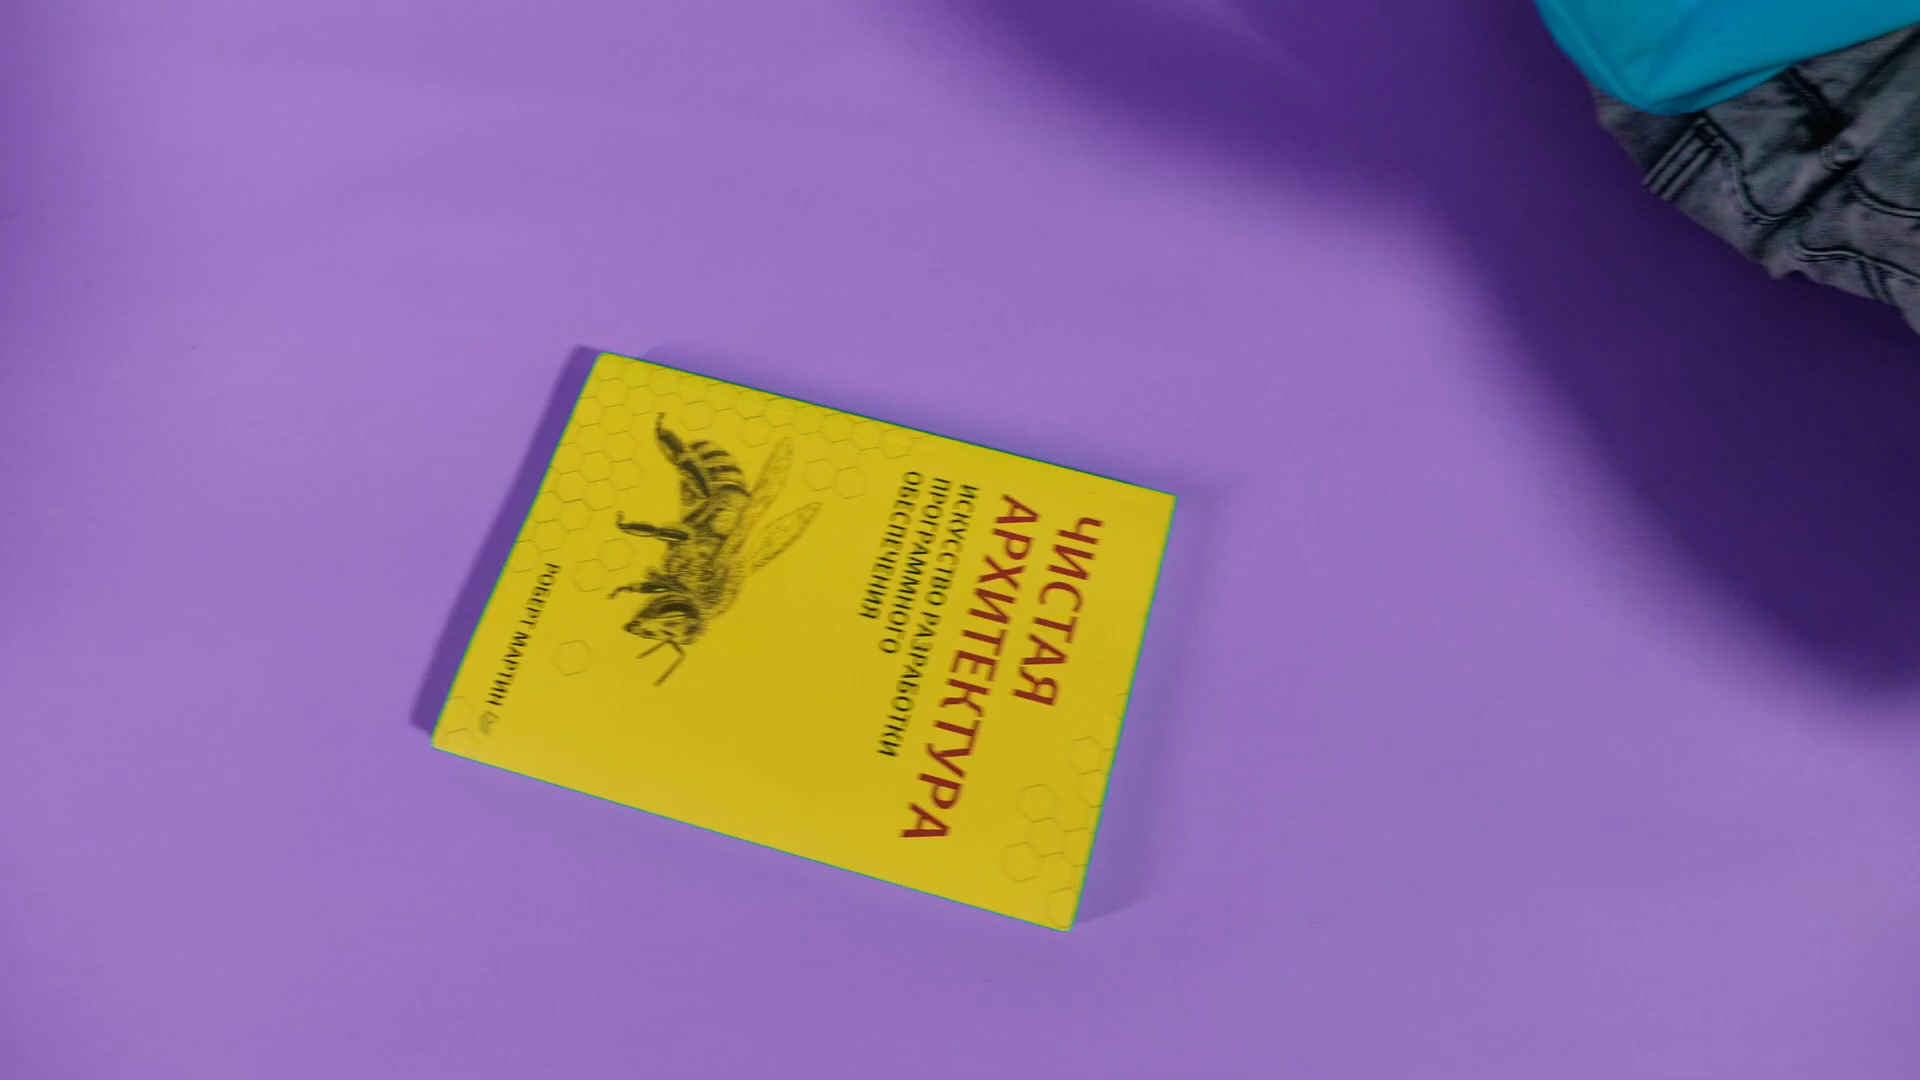 ЧИСТАЯ
АРХИТЕКТУРА
ИСКУССТВО РАЗРАБОТКИ
ПРОГРАММНОГО
ОБЕСПЕЧЕНИЯ
РОБЕРТ МАРТИН